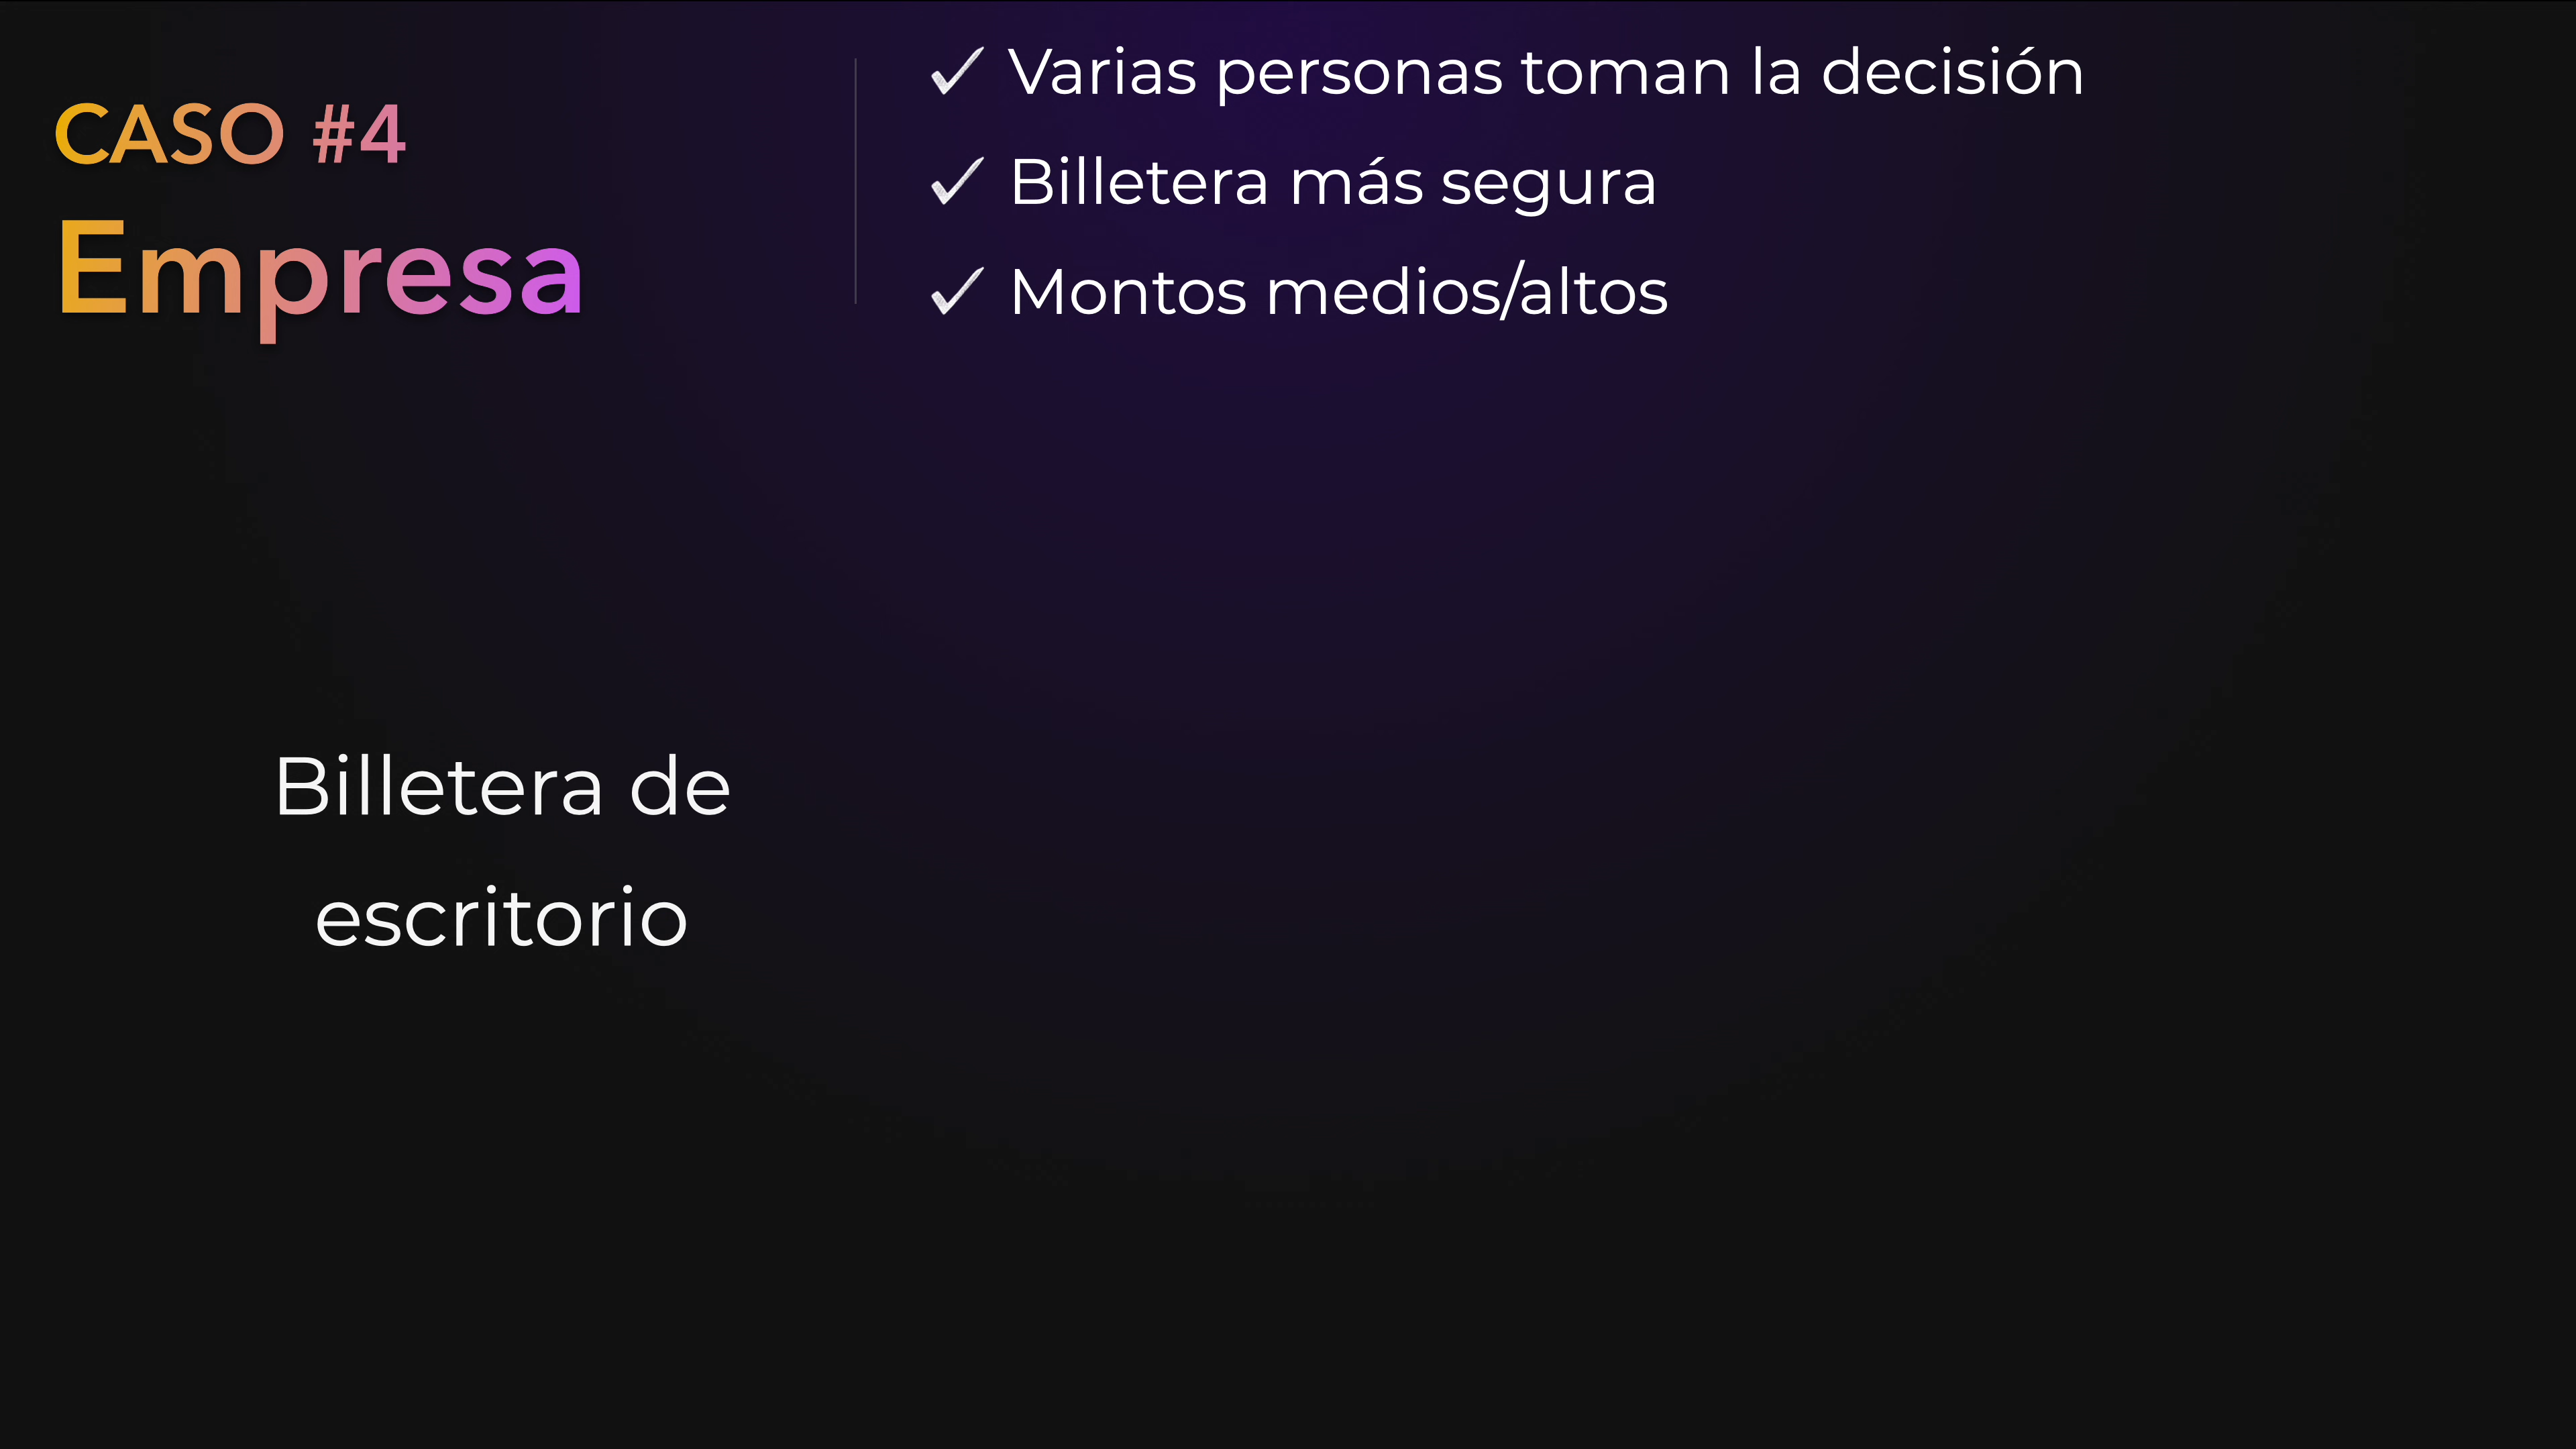 CASO #4
Empresa
Varias personas toman la decisión
Billetera más segura
Montos medios/altos
Billetera de
escritorio